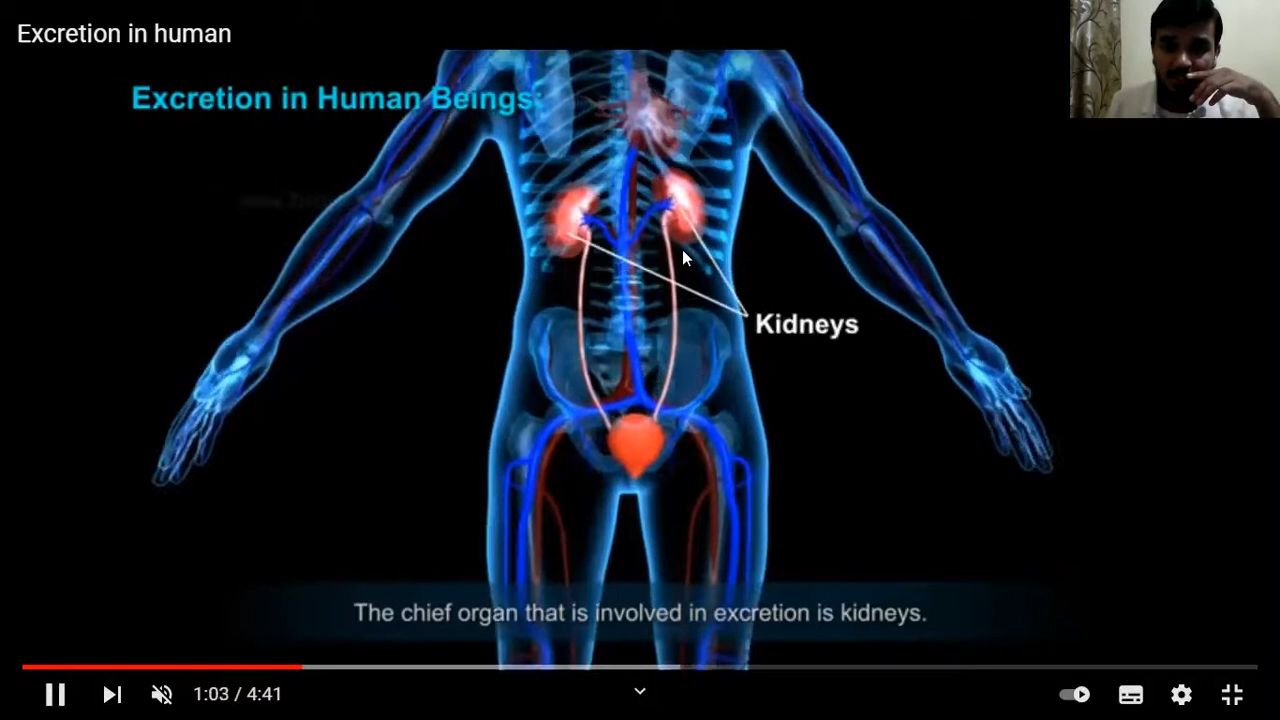 Excretion in human
Excretion in Human Beings:
Kidneys
The chief organ that is involved in excretion is kidneys.
1:03 / 4:41